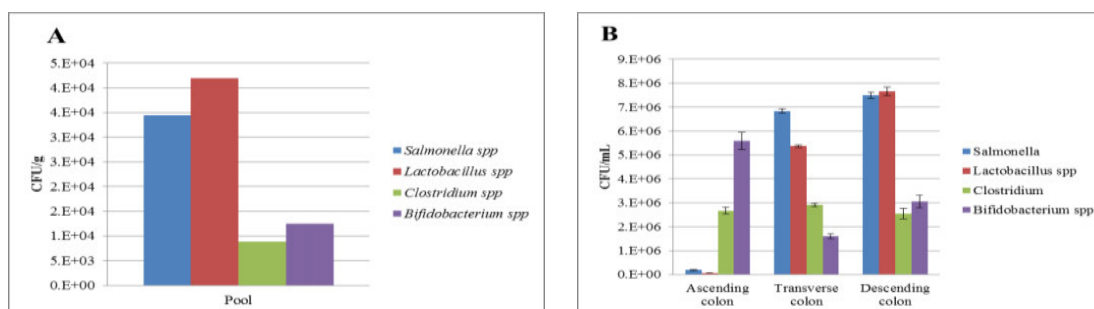 A
5.E+04
4.E+04
4.E+04
3.E+04
3.E+04
2.E+04
2.E+04
1.E+04
5.E+03
0.E+00
CFU/g
Pool
Salmonella spp
Lactobacillus spp
Clostridium spp
Bifidobacterium spp
B
9.E+06
8.E+06
7.E+06
6.E+06
5.E+06
4.E+06
3.E+06
2.E+06
1.E+06
0.E+00
CFU/mL
Ascending
colon
Transverse
colon
Descending
colon
Salmonella
Lactobacillus spp
Clostridium
Bifidobacterium spp